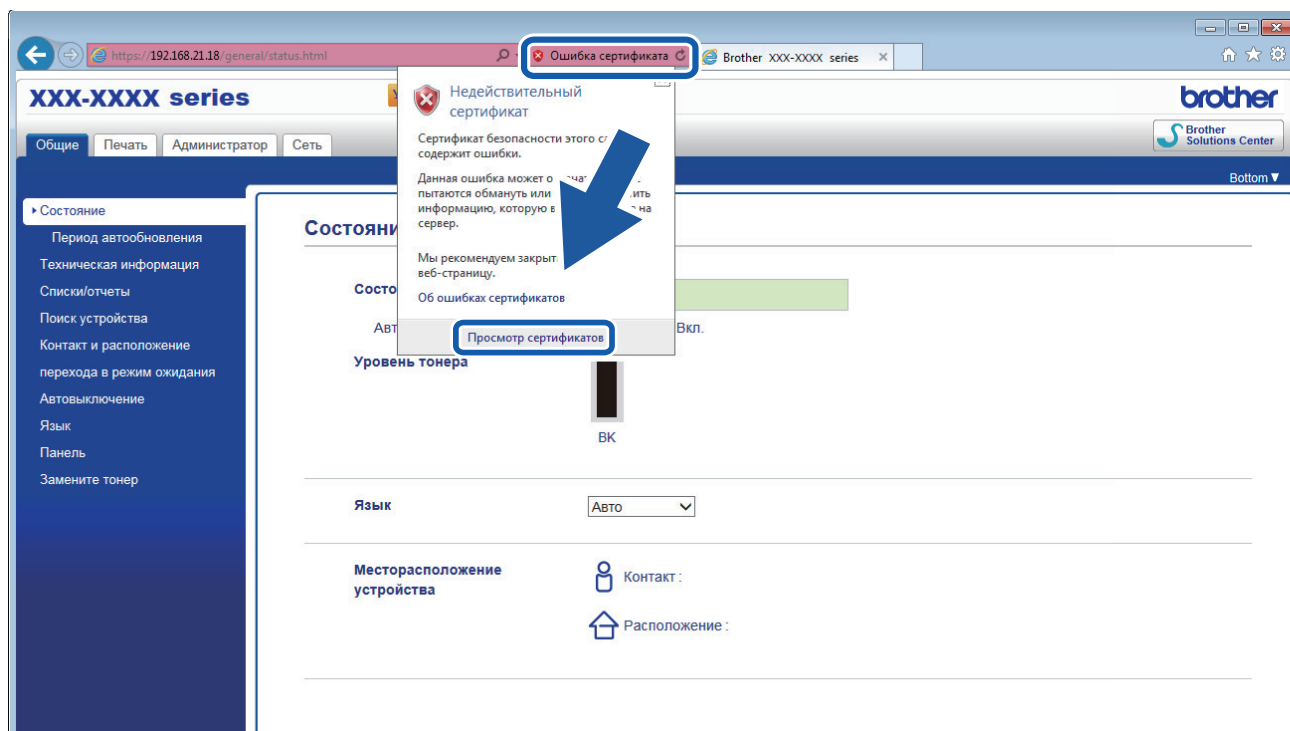 https://192.168.21.18/general/status.html
Ошибка сертификата
Brother XXX-XXXX series
XXX-XXXX series
brother
Общие
Печать
Администратор
Сеть
Brother
Solutions Center
Bottom▼
Недействительный
сертификат
Сертификат безопасности этого
содержит ошибки.
Данная ошибка может
пытаются обмануть или
информацию, которую в на
сервер.
Мы рекомендуем
веб-страницу.
Об ошибках сертификатов
Просмотр сертификатов
Состояние
Период автообновления
Техническая информация
Списки/отчеты
Поиск устройства
Контакт и расположение
перехода в режим ожидания
Автовыключение
Язык
Панель
Замените тонер
Вкл.
Уровень тонера
BK
Язык
Авто
Месторасположение
устройства
Контакт :
Расположение :